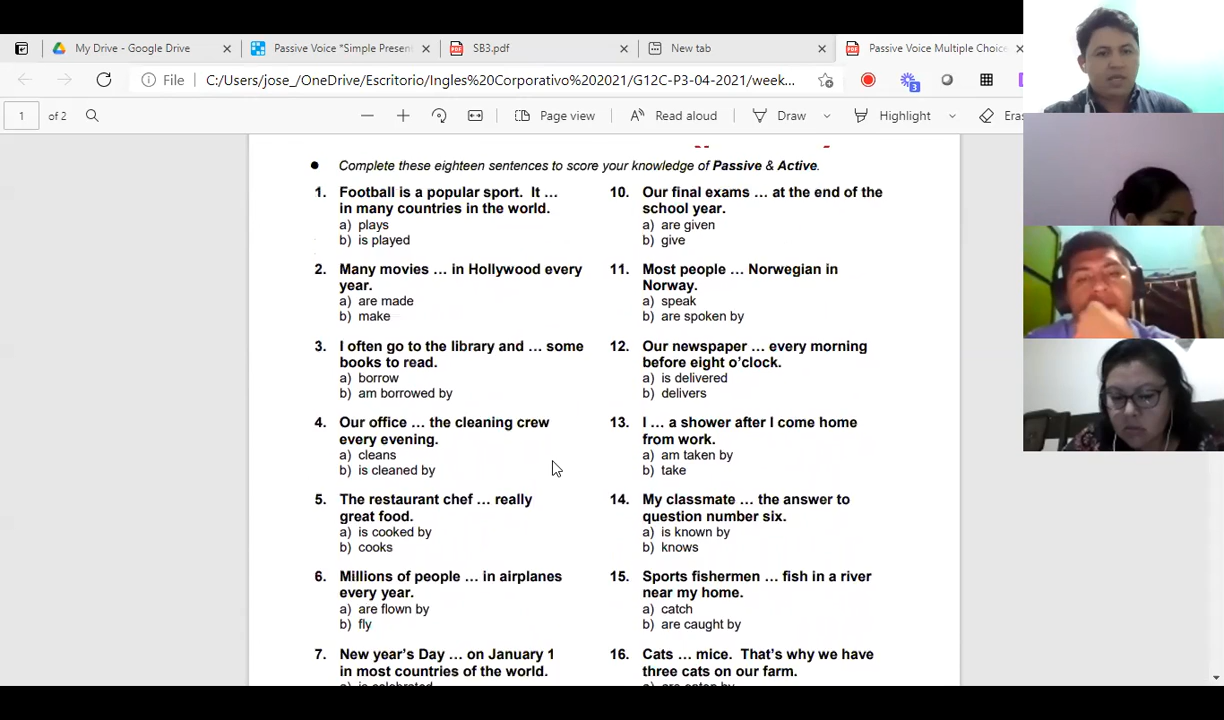 My Drive - Google Drive
Passive Voice "Simple Presen
SB3.pdf
New tab
Passive Voice Multiple Choice
File
C:/Users/jose_/OneDrive/Escritorio/Ingles%20Corporativo%202021/G12C-P3-04-2021/week...
3
1 of 2
Page view
Read aloud
Draw
Highlight
Eras
Complete these eighteen sentences to score your knowledge of Passive & Active.
1. Football is a popular sport. It …
in many countries in the world.
a) plays
b) is played
2. Many movies … in Hollywood every
year.
a) are made
b) make
3. I often go to the library and … some
books to read.
a) borrow
b) am borrowed by
4. Our office … the cleaning crew
every evening.
a) cleans
b) is cleaned by
5. The restaurant chef … really
great food.
a) is cooked by
b) cooks
6. Millions of people … in airplanes
every year.
a) are flown by
b) fly
7. New year's Day … on January 1
in most countries of the world.
a) is celebrated
10. Our final exams … at the end of the
school year.
a) are given
b) give
11. Most people … Norwegian in
Norway.
a) speak
b) are spoken by
12. Our newspaper … every morning
before eight o'clock.
a) is delivered
b) delivers
13. I … a shower after I come home
from work.
a) am taken by
b) take
14. My classmate … the answer to
question number six.
a) is known by
b) knows
15. Sports fishermen … fish in a river
near my home.
a) catch
b) are caught by
16. Cats … mice. That's why we have
three cats on our farm.
a) are eaten by